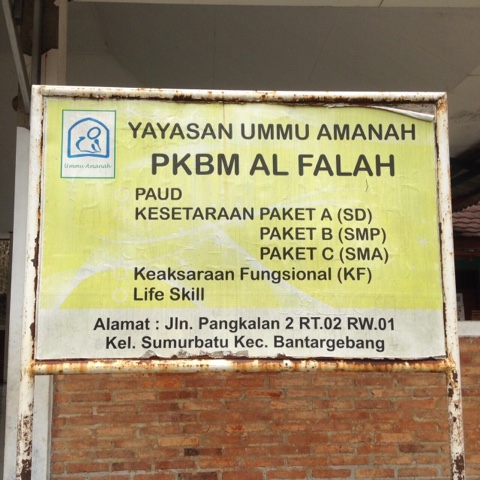 Ummu Amanah
YAYASAN UMMU AMANAH
PKBM AL FALAH
PAUD
KESETARAAN PAKET A (SD)
PAKET B (SMP)
PAKET C (SMA)
Keaksaraan Fungsional (KF)
Life Skill
Alamat : Jln. Pangkalan 2 RT.02 RW.01
Kel. Sumurbatu Kec. Bantargebang